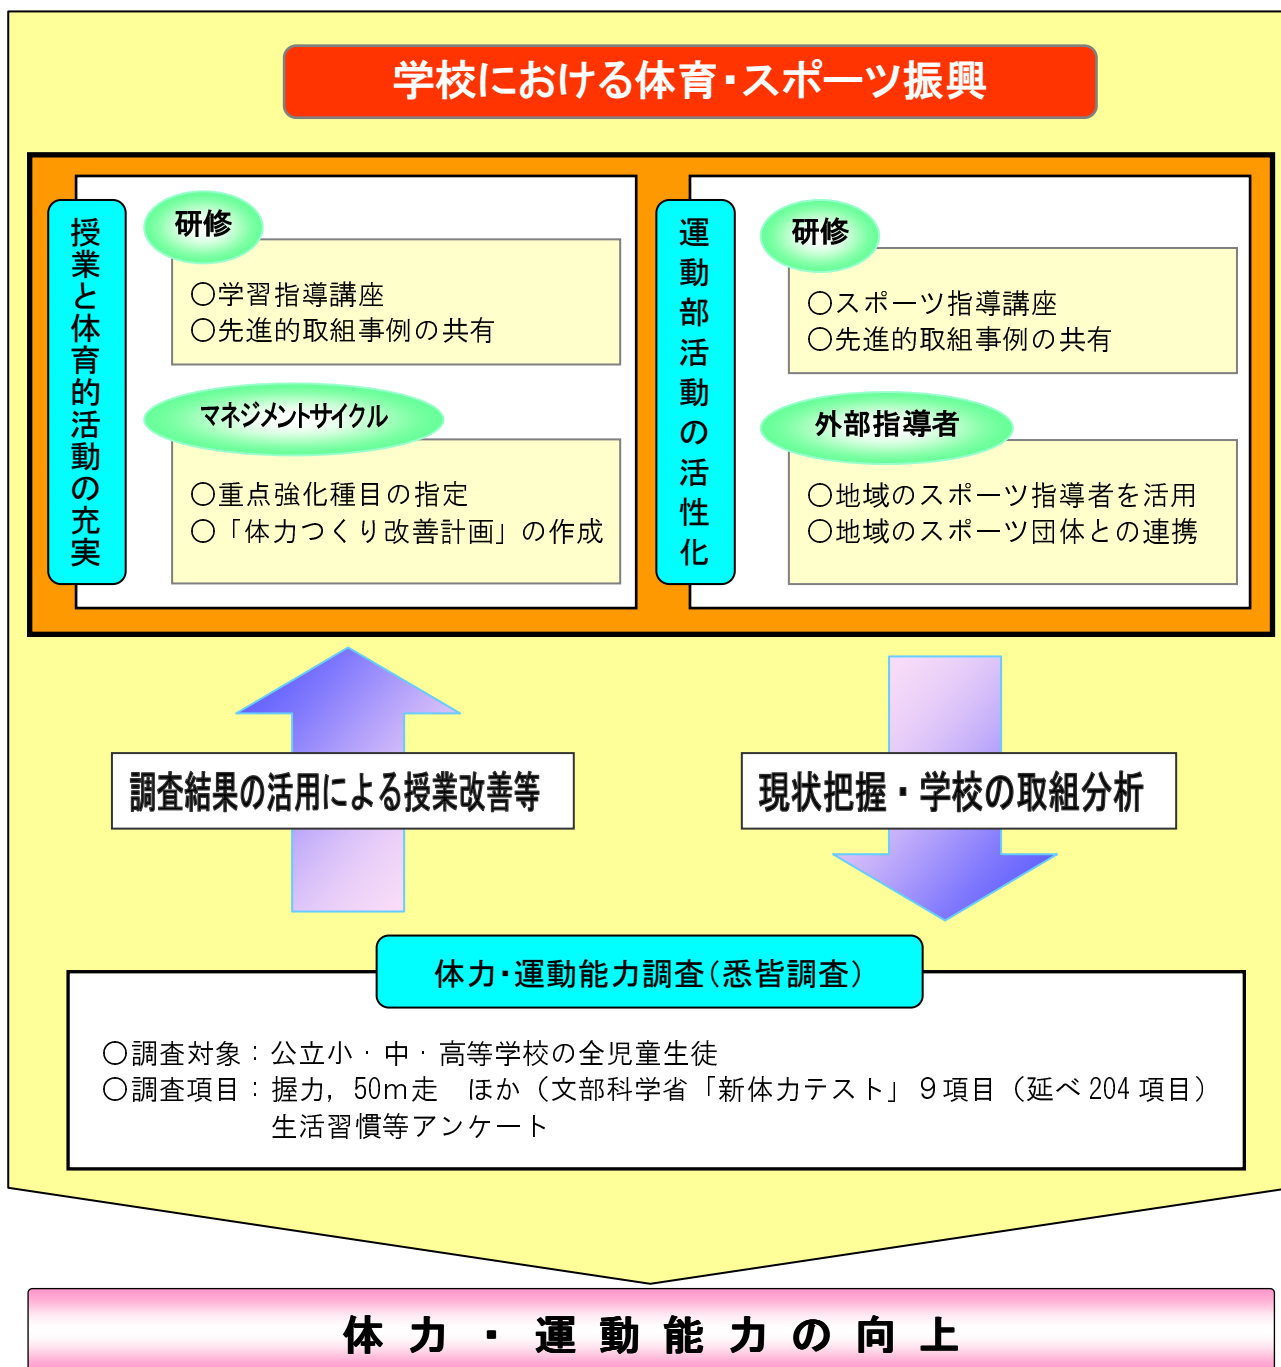 学校における体育・スポーツ振興
授業と体育的活動の充実
研修
○学習指導講座
○先進的取組事例の共有
マネジメントサイクル
○重点強化種目の指定
○「体力つくり改善計画」の作成
運動部活動の活性化
研修
○スポーツ指導講座
○先進的取組事例の共有
外部指導者
○地域のスポーツ指導者を活用
○地域のスポーツ団体との連携
調査結果の活用による授業改善等
現状把握・学校の取組分析
体力・運動能力調査（悉皆調査）
○調査対象：公立小・中・高等学校の全児童生徒
○調査項目：握力，50ｍ走　ほか（文部科学省「新体力テスト」９項目（延べ204項目）
生活習慣等アンケート
体力・運動能力の向上